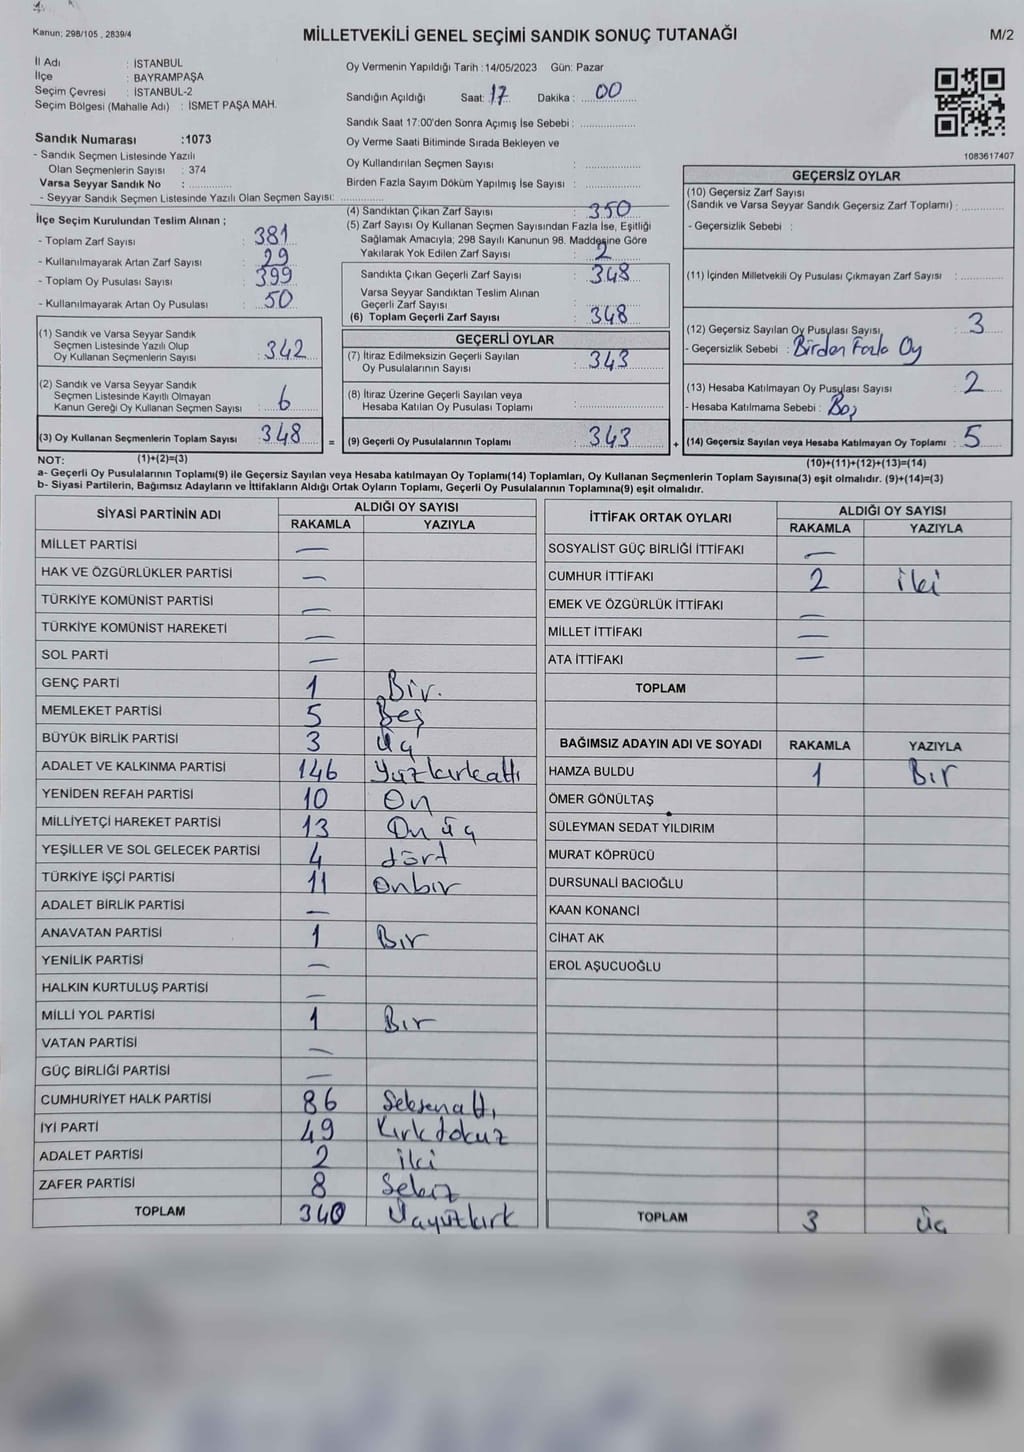 Kanun; 298/105 , 2839/4
MİLLETVEKİLİ GENEL SEÇİMİ SANDIK SONUÇ TUTANAĞI
M/2
İl Adı : İSTANBUL
İlçe : BAYRAMPAŞA
Seçim Çevresi : İSTANBUL-2
Seçim Bölgesi (Mahalle Adı) : İSMET PAŞA MAH.
Oy Vermenin Yapıldığı Tarih : 14/05/2023 Gün: Pazar
Sandığın Açıldığı Saat: 17 Dakika : 00
Sandık Saat 17:00'den Sonra Açımış İse Sebebi :
Oy Verme Saati Bitiminde Sırada Bekleyen ve
Oy Kullandırılan Seçmen Sayısı :
Birden Fazla Sayım Döküm Yapılmış İse Sayısı :
1083617407
Sandık Numarası :1073
- Sandık Seçmen Listesinde Yazılı
Olan Seçmenlerin Sayısı : 374
Varsa Seyyar Sandık No :
- Seyyar Sandık Seçmen Listesinde Yazılı Olan Seçmen Sayısı:
İlçe Seçim Kurulundan Teslim Alınan ;
- Toplam Zarf Sayısı : 381
- Kullanılmayarak Artan Zarf Sayısı : 29
- Toplam Oy Pusulası Sayısı : 399
- Kullanılmayarak Artan Oy Pusulası : 50
(1) Sandık ve Varsa Seyyar Sandık
Seçmen Listesinde Yazılı Olup
Oy Kullanan Seçmenlerin Sayısı : 342
(2) Sandık ve Varsa Seyyar Sandık
Seçmen Listesinde Kayıtlı Olmayan
Kanun Gereği Oy Kullanan Seçmen Sayısı : 6
(3) Oy Kullanan Seçmenlerin Toplam Sayısı : 348
(4) Sandıktan Çıkan Zarf Sayısı : 350
(5) Zarf Sayısı Oy Kullanan Seçmen Sayısından Fazla İse, Eşitliği
Sağlamak Amacıyla; 298 Sayılı Kanunun 98. Maddesine Göre
Yakılarak Yok Edilen Zarf Sayısı : 2
Sandıkta Çıkan Geçerli Zarf Sayısı : 348
Varsa Seyyar Sandıktan Teslim Alınan
Geçerli Zarf Sayısı :
(6) Toplam Geçerli Zarf Sayısı : 348
GEÇERLİ OYLAR
(7) İtiraz Edilmeksizin Geçerli Sayılan
Oy Pusulalarının Sayısı : 343
(8) İtiraz Üzerine Geçerli Sayılan veya
Hesaba Katılan Oy Pusulası Toplamı :
= (9) Geçerli Oy Pusulalarının Toplamı : 343
GEÇERSİZ OYLAR
(10) Geçersiz Zarf Sayısı
(Sandık ve Varsa Seyyar Sandık Geçersiz Zarf Toplamı) :
- Geçersizlik Sebebi :
(11) İçinden Milletvekili Oy Pusulası Çıkmayan Zarf Sayısı :
(12) Geçersiz Sayılan Oy Pusulası Sayısı : 3
- Geçersizlik Sebebi : Birden Fazla Oy
(13) Hesaba Katılmayan Oy Pusulası Sayısı : 2
- Hesaba Katılmama Sebebi : Boş
+ (14) Geçersiz Sayılan veya Hesaba Katılmayan Oy Toplamı : 5
NOT: (1)+(2)=(3)
(10)+(11)+(12)+(13)=(14)
a- Geçerli Oy Pusulalarının Toplamı(9) ile Geçersiz Sayılan veya Hesaba katılmayan Oy Toplamı(14) Toplamları, Oy Kullanan Seçmenlerin Toplam Sayısına(3) eşit olmalıdır. (9)+(14)=(3)
b- Siyasi Partilerin, Bağımsız Adayların ve İttifakların Aldığı Ortak Oyların Toplamı, Geçerli Oy Pusulalarının Toplamına(9) eşit olmalıdır.
SİYASİ PARTİNİN ADI
ALDIĞI OY SAYISI
RAKAMLA YAZIYLA
MİLLET PARTİSİ —
HAK VE ÖZGÜRLÜKLER PARTİSİ —
TÜRKİYE KOMÜNİST PARTİSİ —
TÜRKİYE KOMÜNİST HAREKETİ —
SOL PARTİ —
GENÇ PARTİ 1 Bir.
MEMLEKET PARTİSİ 5 Beş
BÜYÜK BİRLİK PARTİSİ 3 Üç
ADALET VE KALKINMA PARTİSİ 146 Yüzkırkaltı
YENİDEN REFAH PARTİSİ 10 On
MİLLİYETÇİ HAREKET PARTİSİ 13 On üç
YEŞİLLER VE SOL GELECEK PARTİSİ 4 dört
TÜRKİYE İŞÇİ PARTİSİ 11 Onbir
ADALET BİRLİK PARTİSİ —
ANAVATAN PARTİSİ 1 Bir
YENİLİK PARTİSİ —
HALKIN KURTULUŞ PARTİSİ —
MİLLİ YOL PARTİSİ 1 Bir
VATAN PARTİSİ —
GÜÇ BİRLİĞİ PARTİSİ —
CUMHURİYET HALK PARTİSİ 86 Seksenaltı
İYİ PARTİ 49 Kırkdokuz
ADALET PARTİSİ 2 iki
ZAFER PARTİSİ 8 Sekiz
TOPLAM 340 Üçyüzkırk
İTTİFAK ORTAK OYLARI
ALDIĞI OY SAYISI
RAKAMLA YAZIYLA
SOSYALİST GÜÇ BİRLİĞİ İTTİFAKI —
CUMHUR İTTİFAKI 2 iki
EMEK VE ÖZGÜRLÜK İTTİFAKI —
MİLLET İTTİFAKI —
ATA İTTİFAKI —
TOPLAM
BAĞIMSIZ ADAYIN ADI VE SOYADI RAKAMLA YAZIYLA
HAMZA BULDU 1 Bir
ÖMER GÖNÜLTAŞ
SÜLEYMAN SEDAT YILDIRIM
MURAT KÖPRÜCÜ
DURSUNALİ BACIOĞLU
KAAN KONANCİ
CİHAT AK
EROL AŞUCUOĞLU
TOPLAM 3 üç